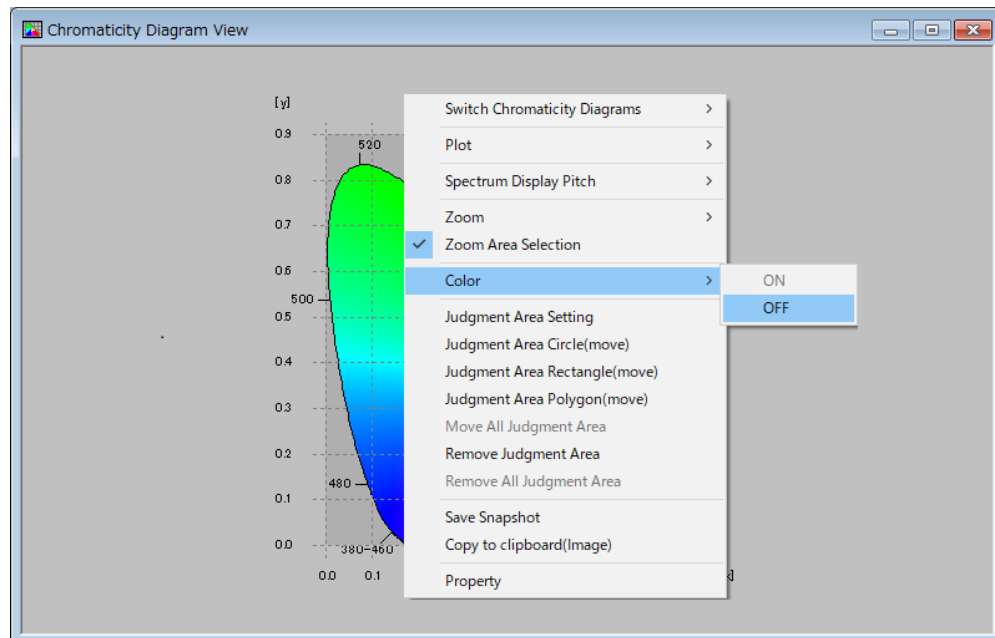 Chromaticity Diagram View
[y]
0.9
520
0.8
0.7
0.6
500
0.5
0.4
0.3
0.2
480
0.1
0.0
380-460
0.0 0.1
Switch Chromaticity Diagrams
Plot
Spectrum Display Pitch
Zoom
Zoom Area Selection
Color
ON
OFF
Judgment Area Setting
Judgment Area Circle(move)
Judgment Area Rectangle(move)
Judgment Area Polygon(move)
Move All Judgment Area
Remove Judgment Area
Remove All Judgment Area
Save Snapshot
Copy to clipboard(Image)
Property